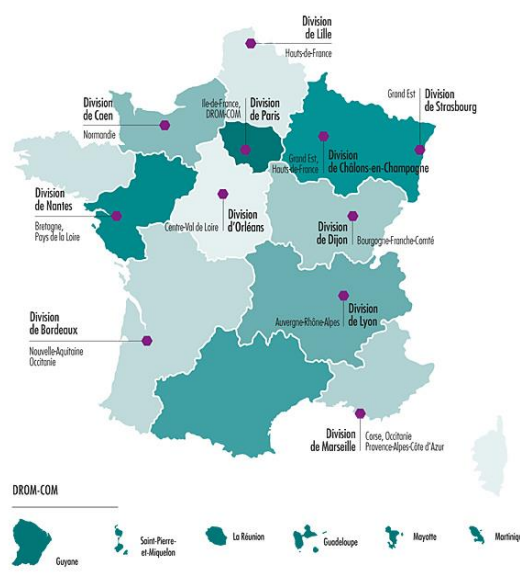 Division
de Lille
Hauts-de-France
Division
de Caen
Normandie
Ile-de-France,
DROM-COM
Division
de Paris
Grand Est
Division
de Strasbourg
Grand Est,
Hauts-de-France
Division
de Châlons-en-Champagne
Division
de Nantes
Bretagne,
Pays de la Loire
Centre-Val de Loire
Division
d'Orléans
Division
de Dijon
Bourgogne-Franche-Comté
Division
de Bordeaux
Nouvelle-Aquitaine
Occitanie
Auvergne-Rhône-Alpes
Division
de Lyon
Division
de Marseille
Corse, Occitanie
Provence-Alpes-Côte d'Azur
DROM-COM
Guyane
Saint-Pierre-
et-Miquelon
La Réunion
Guadeloupe
Mayotte
Martinique